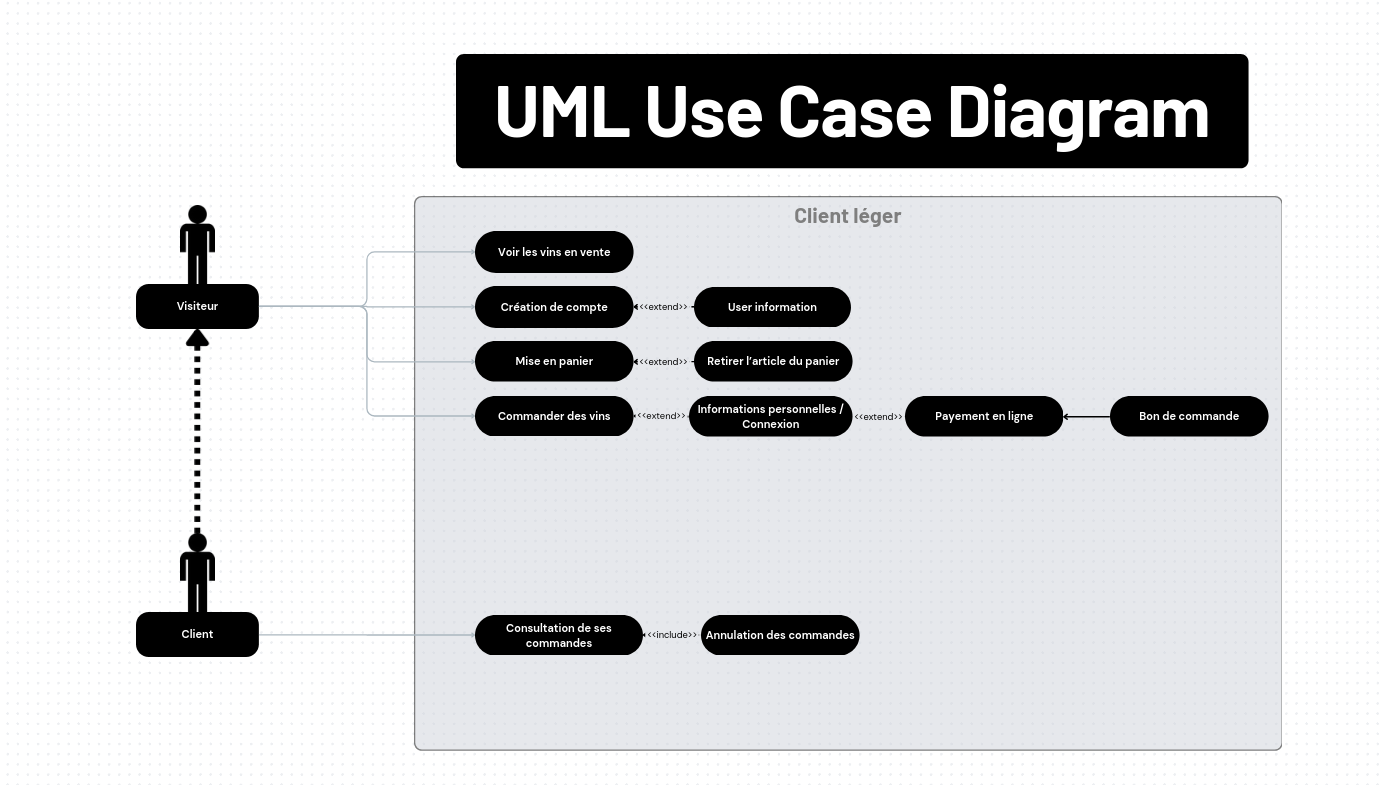 UML Use Case Diagram
Client léger
Visiteur
Voir les vins en vente
Création de compte
<<extend>>
User information
Mise en panier
<<extend>>
Retirer l’article du panier
Commander des vins
<<extend>>
Informations personnelles /
Connexion
<<extend>>
Payement en ligne
Bon de commande
Client
Consultation de ses
commandes
<<include>>
Annulation des commandes